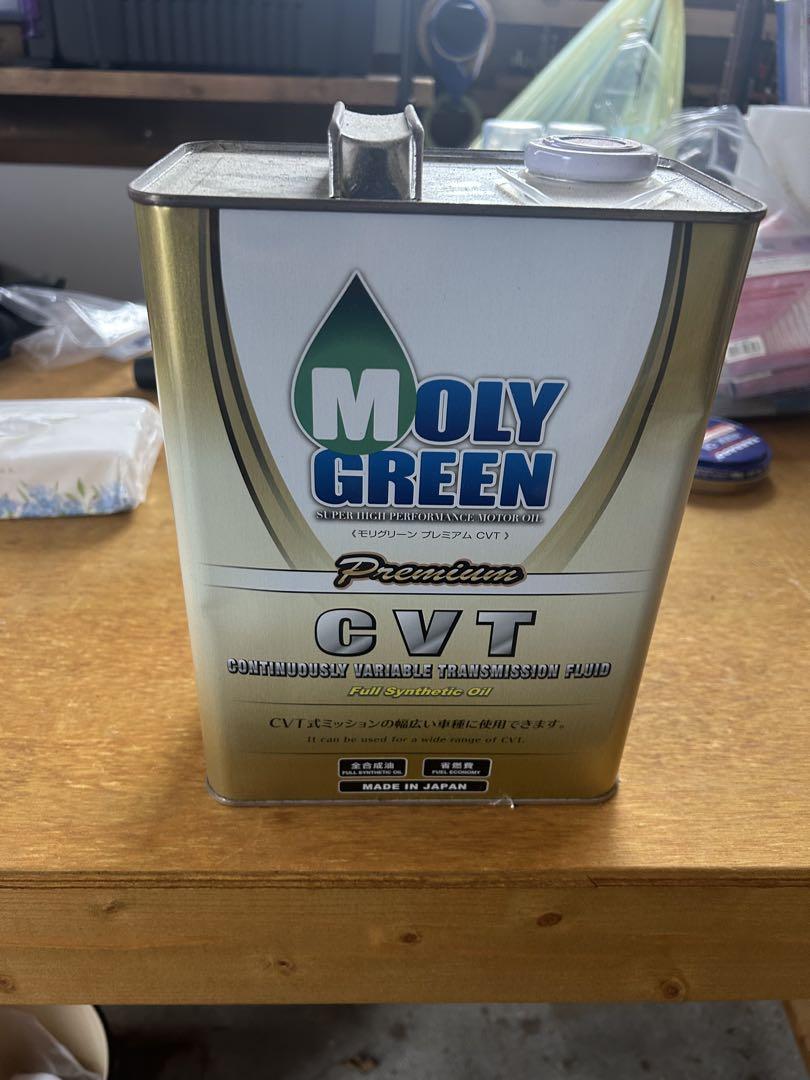 MOLY
GREEN
SUPER HIGH PERFORMANCE MOTOR OIL
《モリグリーン プレミアム CVT》
Premium
CVT
CONTINUOUSLY VARIABLE TRANSMISSION FLUID
Full Synthetic Oil
CVT式ミッションの幅広い車種に使用できます。
It can be used for a wide range of CVT.
全合成油 省燃費
FULL SYNTHETIC OIL FUEL ECONOMY
MADE IN JAPAN